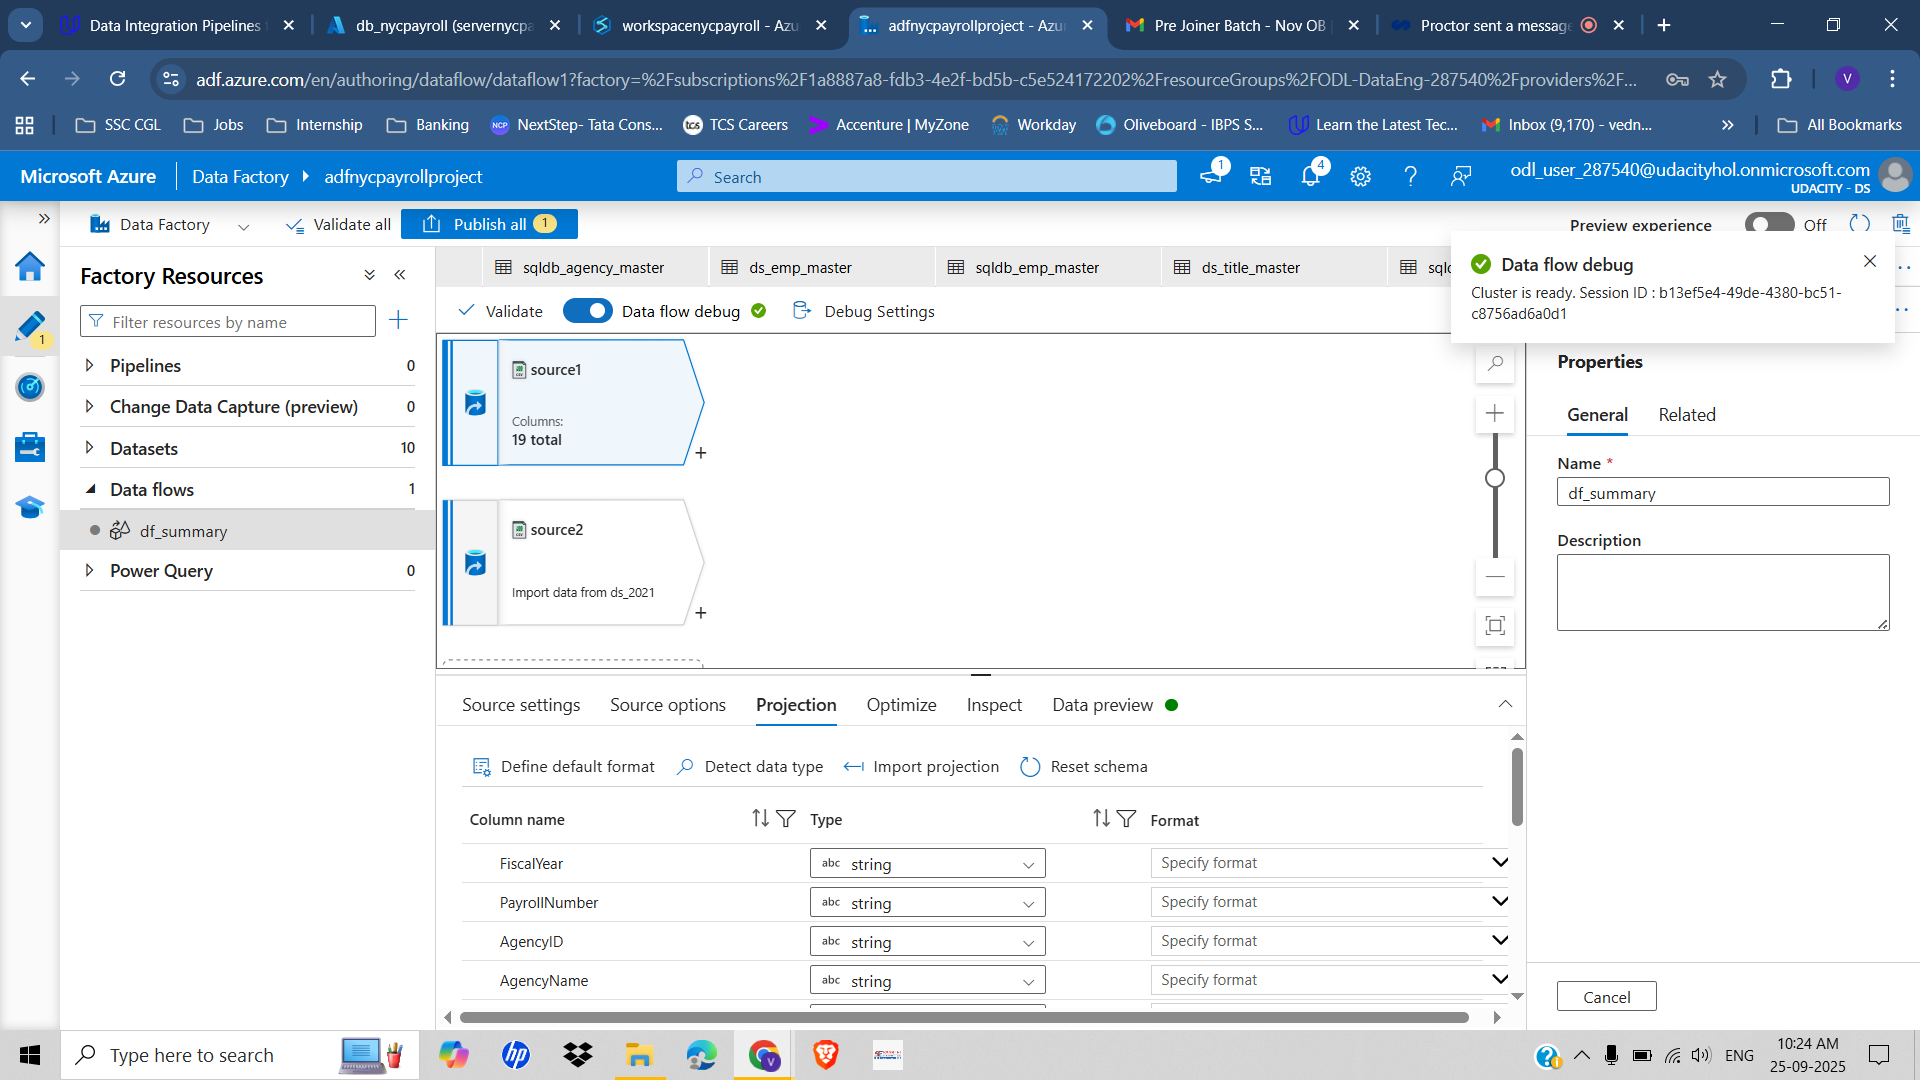 Data Integration Pipelines f
db_nycpayroll (servernycpa
workspacenycpayroll - Azu
adfnycpayrollproject - Azu
Pre Joiner Batch - Nov OB
Proctor sent a message
adf.azure.com/en/authoring/dataflow/dataflow1?factory=%2Fsubscriptions%2F1a8887a8-fdb3-4e2f-bd5b-c5e524172202%2FresourceGroups%2FODL-DataEng-287540%2Fproviders%2F...
V
SSC CGL
Jobs
Internship
Banking
NextStep- Tata Cons...
TCS Careers
Accenture | MyZone
Workday
Oliveboard - IBPS S...
Learn the Latest Tec...
Inbox (9,170) - vedn...
All Bookmarks
Microsoft Azure
Data Factory
adfnycpayrollproject
Search
1
4
odl_user_287540@udacityhol.onmicrosoft.com
UDACITY - DS
Data Factory
Validate all
Publish all 1
Preview experience
Off
Factory Resources
sqldb_agency_master
ds_emp_master
sqldb_emp_master
ds_title_master
Data flow debug
Cluster is ready. Session ID : b13ef5e4-49de-4380-bc51-
c8756ad6a0d1
Filter resources by name
1
Validate
Data flow debug
Debug Settings
Pipelines 0
Change Data Capture (preview) 0
Datasets 10
Data flows 1
df_summary
Power Query 0
source1
Columns:
19 total
source2
Import data from ds_2021
Properties
General
Related
Name *
df_summary
Description
Source settings
Source options
Projection
Optimize
Inspect
Data preview
Define default format
Detect data type
Import projection
Reset schema
Column name
Type
Format
FiscalYear abc string Specify format
PayrollNumber abc string Specify format
AgencyID abc string Specify format
AgencyName abc string Specify format
Cancel
Type here to search
ENG
10:24 AM
25-09-2025